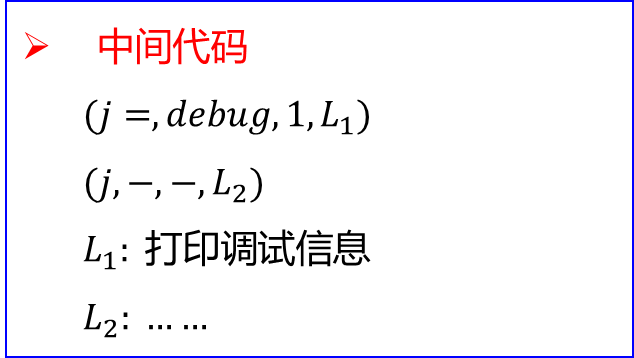 ➢ 中间代码
(j =, debug, 1, L₁)
(j, −, −, L₂)
L₁: 打印调试信息
L₂: ... ...